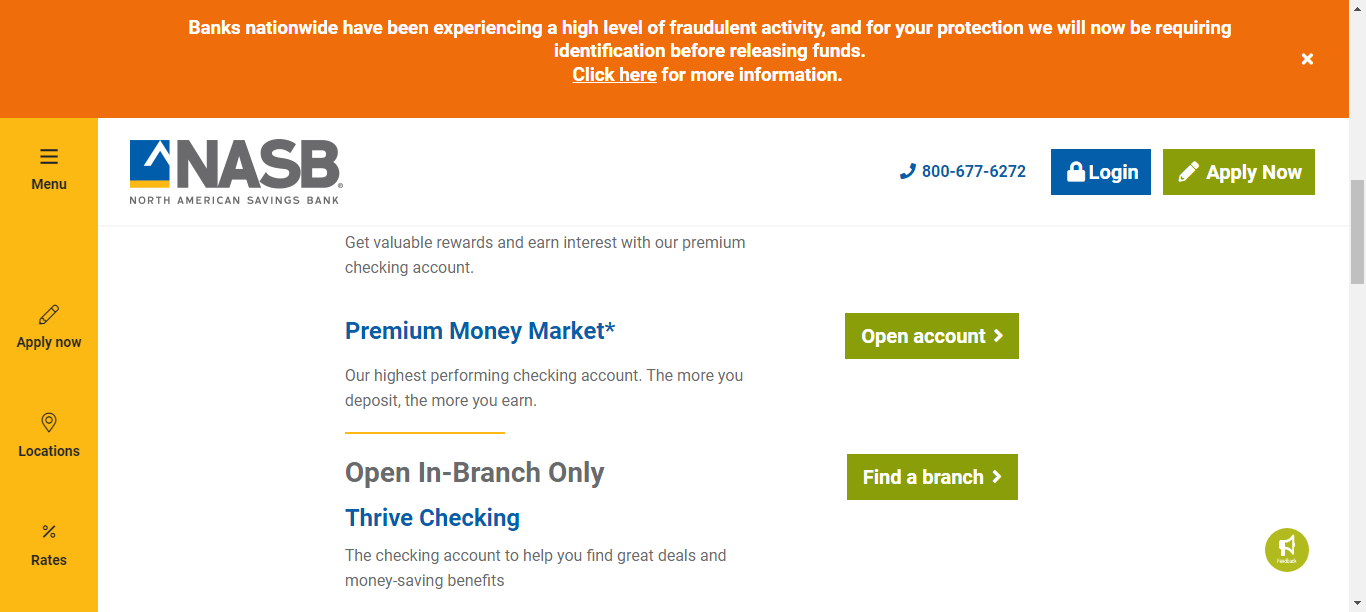 Banks nationwide have been experiencing a high level of fraudulent activity, and for your protection we will now be requiring
identification before releasing funds.
Click here for more information.
Menu
NASB®
NORTH AMERICAN SAVINGS BANK
800-677-6272
Login
Apply Now
Get valuable rewards and earn interest with our premium
checking account.
Premium Money Market*
Open account
Our highest performing checking account. The more you
deposit, the more you earn.
Open In-Branch Only
Find a branch
Thrive Checking
The checking account to help you find great deals and
money-saving benefits
Apply now
Locations
Rates
Feedback